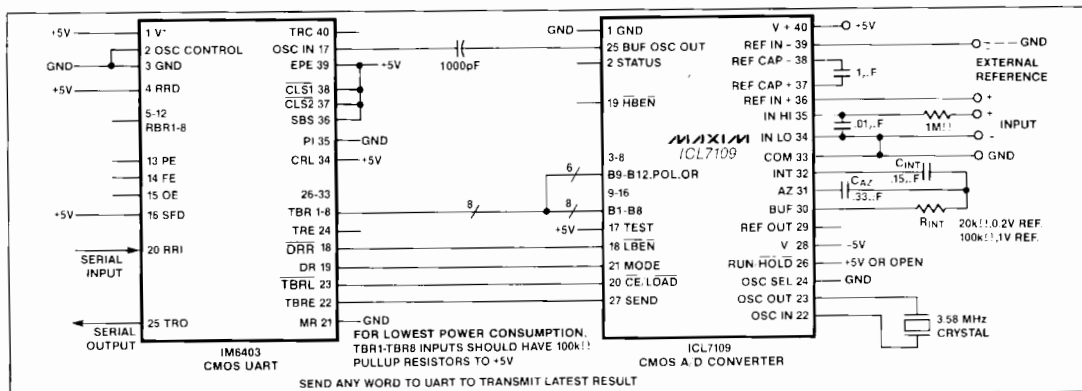 +5V
1 V+
2 OSC CONTROL
GND
3 GND
+5V
4 RRD
5-12
RBR1-8
13 PE
14 FE
15 OE
+5V
16 SFD
20 RRI
SERIAL
INPUT
25 TRO
SERIAL
OUTPUT
TRC 40
OSC IN 17
EPE 39
+5V
CLS1 38
CLS2 37
SBS 36
PI 35
GND
CRL 34
+5V
26-33
TBR 1-8
TRE 24
DRR 18
DR 19
TBRL 23
TBRE 22
MR 21
GND
IM6403
CMOS UART
1000pF
8
6
8
FOR LOWEST POWER CONSUMPTION,
TBR1-TBR8 INPUTS SHOULD HAVE 100k!!
PULLUP RESISTORS TO +5V
GND
1 GND
25 BUF OSC OUT
2 STATUS
19 HBEN
MAXIM
ICL7109
3-8
B9-B12,POL,OR
9-16
B1-B8
+5V
17 TEST
18 LBEN
21 MODE
20 CE/LOAD
27 SEND
V + 40
+5V
REF IN - 39
GND
REF CAP - 38
EXTERNAL
REFERENCE
1,.F
REF CAP + 37
REF IN + 36
+
IN HI 35
+
.01,.F
1M!!
INPUT
IN LO 34
-
COM 33
GND
INT 32
CINT
.15,.F
AZ 31
CAZ
.33,.F
BUF 30
RINT
20k!!,0.2V REF.
100k!!,1V REF.
REF OUT 29
V 28
-5V
RUN/HOLD 26
+5V OR OPEN
OSC SEL 24
GND
OSC OUT 23
OSC IN 22
3.58 MHz
CRYSTAL
ICL7109
CMOS A/D CONVERTER
SEND ANY WORD TO UART TO TRANSMIT LATEST RESULT